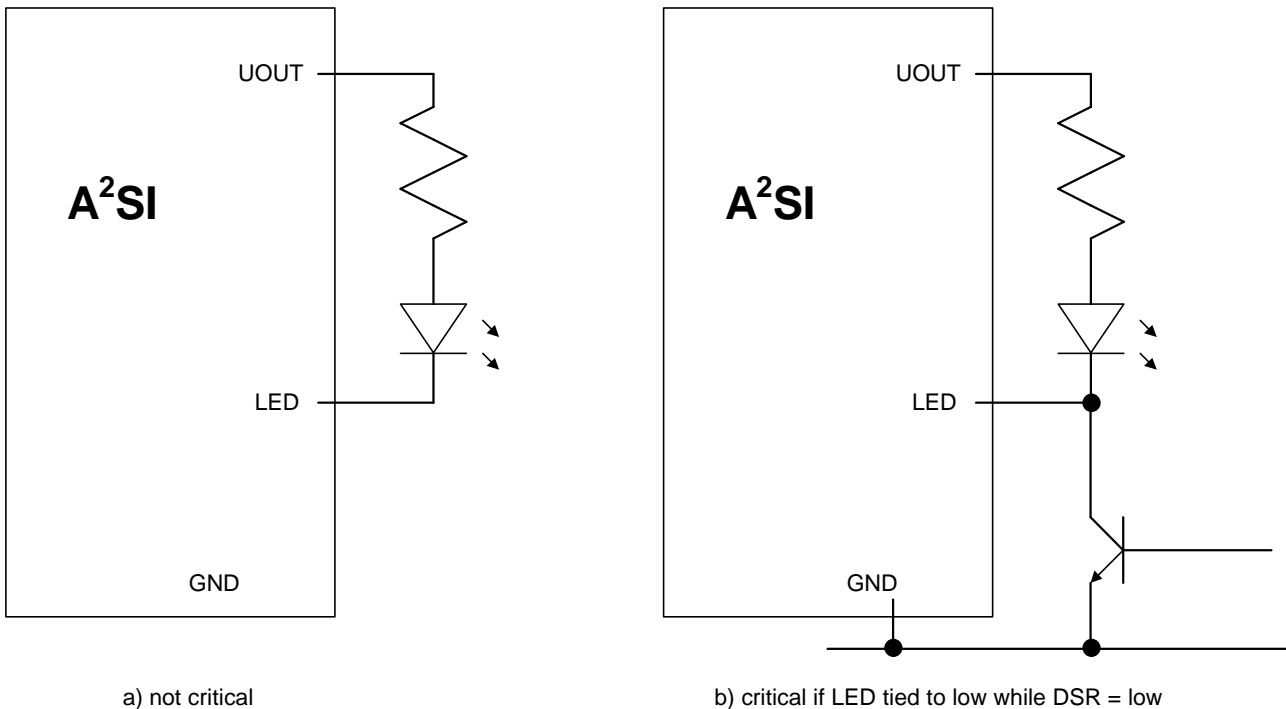 UOUT
A²SI
LED
GND
a) not critical
UOUT
A²SI
LED
GND
b) critical if LED tied to low while DSR = low